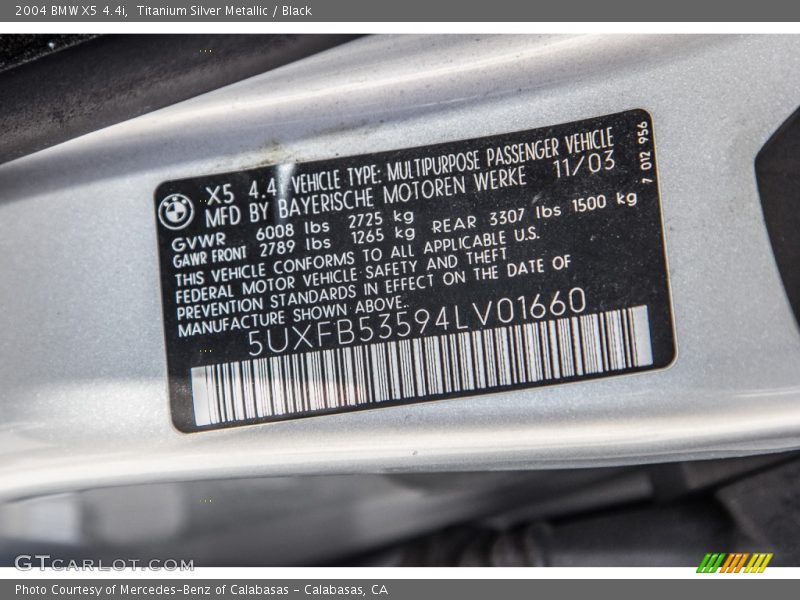 2004 BMW X5 4.4i, Titanium Silver Metallic / Black
X5 4.4i VEHICLE TYPE: MULTIPURPOSE PASSENGER VEHICLE
MFD BY BAYERISCHE MOTOREN WERKE 11/03
GVWR 6008 lbs 2725 kg
GAWR FRONT 2789 lbs 1265 kg REAR 3307 lbs 1500 kg
THIS VEHICLE CONFORMS TO ALL APPLICABLE U.S.
FEDERAL MOTOR VEHICLE SAFETY AND THEFT
PREVENTION STANDARDS IN EFFECT ON THE DATE OF
MANUFACTURE SHOWN ABOVE.
5UXFB53594LV01660
7 012 956
GTCARLOT.COM
Photo Courtesy of Mercedes-Benz of Calabasas - Calabasas, CA